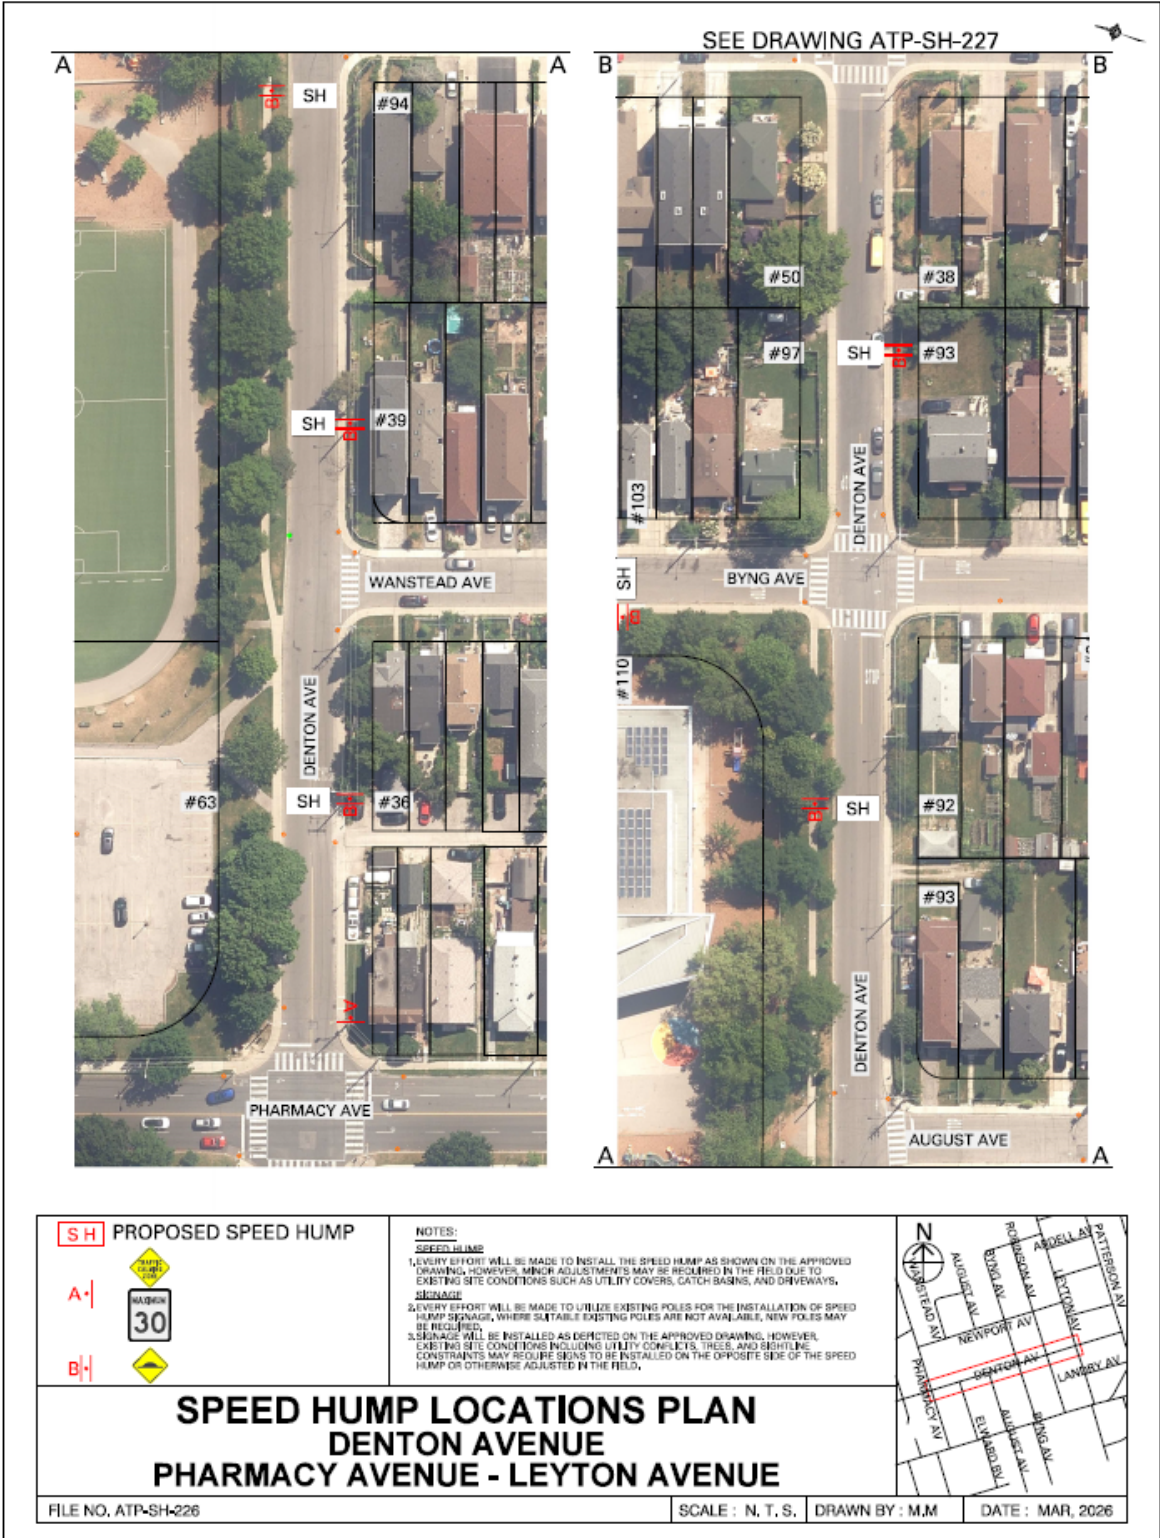 SEE DRAWING ATP-SH-227
A
A
B
B
SH
#94
#39
SH
WANSTEAD AVE
DENTON AVE
#63
SH
#36
B
A
PHARMACY AVE
#50
#38
#97
SH
#93
DENTON AVE
#103
SH
BYNG AVE
STOP
#110
B
SH
#92
#93
DENTON AVE
AUGUST AVE
A
A
SH PROPOSED SPEED HUMP
TRAFFIC
CALMED
ZONE
A
MAXIMUM
30
B
NOTES:
SPEED HUMP
1. EVERY EFFORT WILL BE MADE TO INSTALL THE SPEED HUMP AS SHOWN ON THE APPROVED
DRAWING. HOWEVER, MINOR ADJUSTMENTS MAY BE REQUIRED IN THE FIELD DUE TO
EXISTING SITE CONDITIONS SUCH AS UTILITY COVERS, CATCH BASINS, AND DRIVEWAYS.
SIGNAGE
2. EVERY EFFORT WILL BE MADE TO UTILIZE EXISTING POLES FOR THE INSTALLATION OF SPEED
HUMP SIGNAGE, WHERE SUITABLE EXISTING POLES ARE NOT AVAILABLE, NEW POLES MAY
BE REQUIRED.
3. SIGNAGE WILL BE INSTALLED AS DEPICTED ON THE APPROVED DRAWING. HOWEVER,
EXISTING SITE CONDITIONS INCLUDING UTILITY CONFLICTS, TREES, AND SIGHTLINE
CONSTRAINTS MAY REQUIRE SIGNS TO BE INSTALLED ON THE OPPOSITE SIDE OF THE SPEED
HUMP OR OTHERWISE ADJUSTED IN THE FIELD.
N
WANSTEAD AV
AUGUST AV
BYNG AV
ROBINSON AV
ARDELL AV
PATTERSON AV
LEYTON AV
NEWPORT AV
DENTON AV
LANDRY AV
PHARMACY AV
ELWARD BV
AUGUST AV
BYNG AV
SPEED HUMP LOCATIONS PLAN
DENTON AVENUE
PHARMACY AVENUE - LEYTON AVENUE
FILE NO. ATP-SH-226
SCALE : N. T. S.
DRAWN BY : M.M
DATE : MAR, 2026